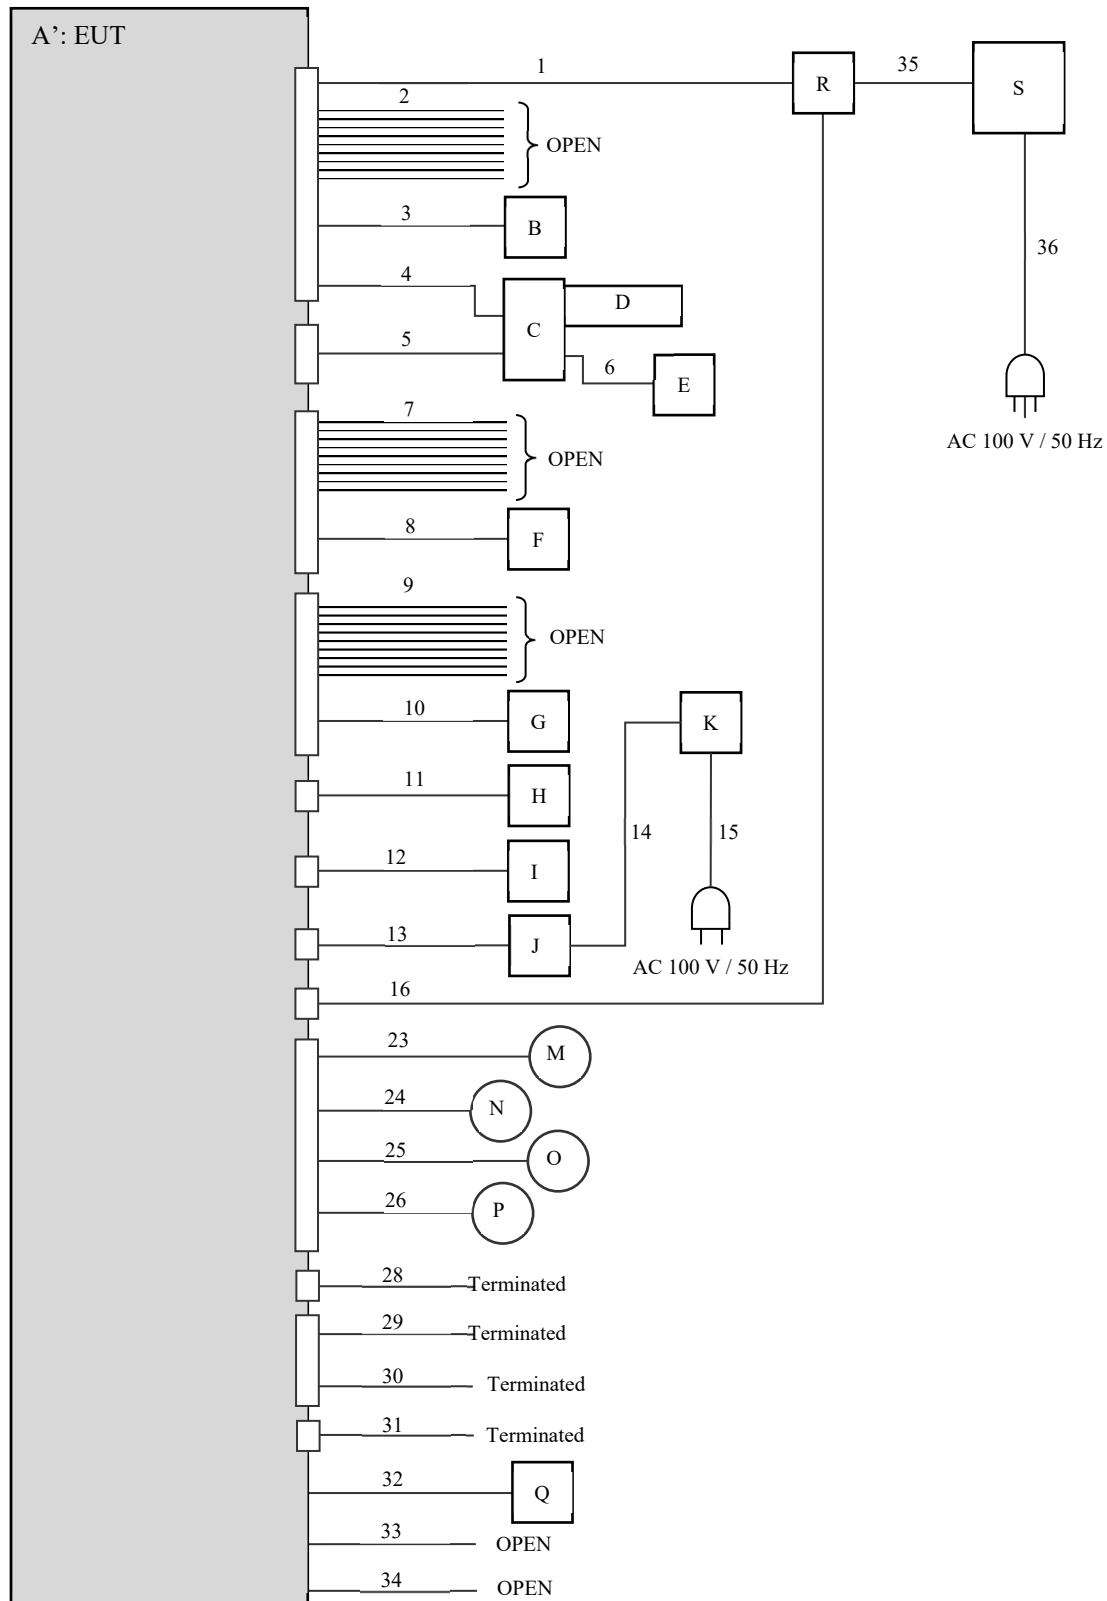 A’: EUT
1
R
35
S
2
OPEN
3
B
36
4
C
D
5
6
E
AC 100 V / 50 Hz
7
OPEN
8
F
9
OPEN
10
G
K
11
H
14
15
12
I
13
J
AC 100 V / 50 Hz
16
23
M
24
N
25
O
26
P
28
Terminated
29
Terminated
30
Terminated
31
Terminated
32
Q
33
OPEN
34
OPEN